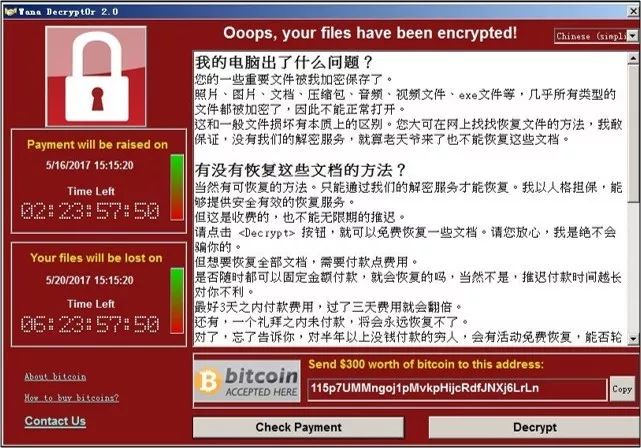 Wana Decrypt0r 2.0
Ooops, your files have been encrypted!
Chinese (simpli
Payment will be raised on
5/16/2017 15:15:20
Time Left
02:23:57:50
Your files will be lost on
5/20/2017 15:15:20
Time Left
06:23:57:50
About bitcoin
How to buy bitcoins?
Contact Us
我的电脑出了什么问题？
您的一些重要文件被我加密保存了。
照片、图片、文档、压缩包、音频、视频文件、exe文件等，几乎所有类型的
文件都被加密了，因此不能正常打开。
这和一般文件损坏有本质上的区别。您大可在网上找找恢复文件的方法，我敢
保证，没有我们的解密服务，就算老天爷来了也不能恢复这些文档。
有没有恢复这些文档的方法？
当然有可恢复的方法。只能通过我们的解密服务才能恢复。我以人格担保，能
够提供安全有效的恢复服务。
但这是收费的，也不能无限期的推迟。
请点击 <Decrypt> 按钮，就可以免费恢复一些文档。请您放心，我是绝不会
骗你的。
但想要恢复全部文档，需要付款点费用。
是否随时都可以固定金额付款，就会恢复的吗，当然不是，推迟付款时间越长
对你不利。
最好3天之内付款费用，过了三天费用就会翻倍。
还有，一个礼拜之内未付款，将会永远恢复不了。
对了，忘了告诉你，对半年以上没钱付款的穷人，会有活动免费恢复，能否轮
bitcoin
ACCEPTED HERE
Send $300 worth of bitcoin to this address:
115p7UMMngoj1pMvkpHijcRdfJNXj6LrLn
Copy
Check Payment
Decrypt